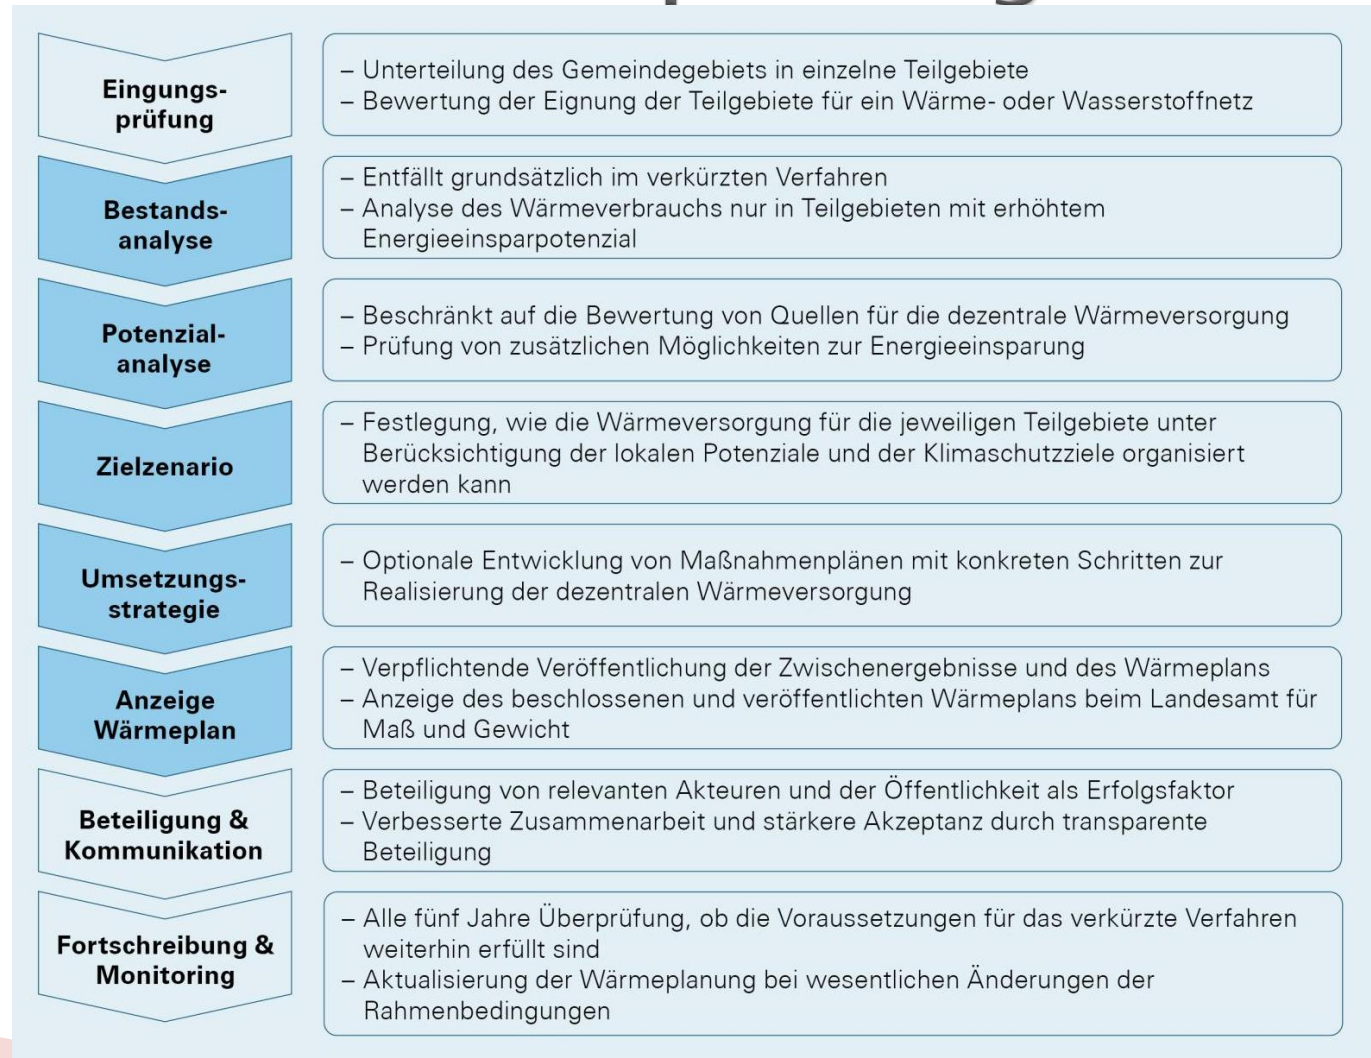 Eingungs-
prüfung
– Unterteilung des Gemeindegebiets in einzelne Teilgebiete
– Bewertung der Eignung der Teilgebiete für ein Wärme- oder Wasserstoffnetz
Bestands-
analyse
– Entfällt grundsätzlich im verkürzten Verfahren
– Analyse des Wärmeverbrauchs nur in Teilgebieten mit erhöhtem
Energieeinsparpotenzial
Potenzial-
analyse
– Beschränkt auf die Bewertung von Quellen für die dezentrale Wärmeversorgung
– Prüfung von zusätzlichen Möglichkeiten zur Energieeinsparung
Zielzenario
– Festlegung, wie die Wärmeversorgung für die jeweiligen Teilgebiete unter
Berücksichtigung der lokalen Potenziale und der Klimaschutzziele organisiert
werden kann
Umsetzungs-
strategie
– Optionale Entwicklung von Maßnahmenplänen mit konkreten Schritten zur
Realisierung der dezentralen Wärmeversorgung
Anzeige
Wärmeplan
– Verpflichtende Veröffentlichung der Zwischenergebnisse und des Wärmeplans
– Anzeige des beschlossenen und veröffentlichten Wärmeplans beim Landesamt für
Maß und Gewicht
Beteiligung &
Kommunikation
– Beteiligung von relevanten Akteuren und der Öffentlichkeit als Erfolgsfaktor
– Verbesserte Zusammenarbeit und stärkere Akzeptanz durch transparente
Beteiligung
Fortschreibung &
Monitoring
– Alle fünf Jahre Überprüfung, ob die Voraussetzungen für das verkürzte Verfahren
weiterhin erfüllt sind
– Aktualisierung der Wärmeplanung bei wesentlichen Änderungen der
Rahmenbedingungen